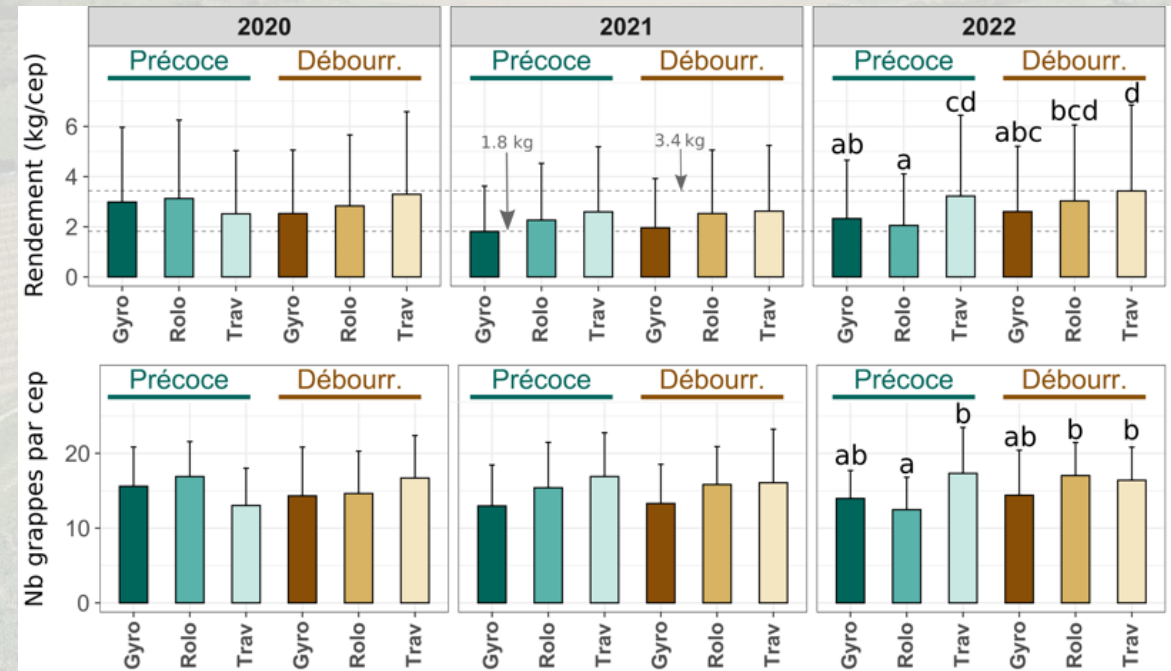 2020 2021 2022
Précoce Débourr. Précoce Débourr. Précoce Débourr.
Rendement (kg/cep)
6
4
2
0
1.8 kg 3.4 kg
ab a cd abc bcd d
Gyro Rolo Trav Gyro Rolo Trav Gyro Rolo Trav Gyro Rolo Trav Gyro Rolo Trav Gyro Rolo Trav
Précoce Débourr. Précoce Débourr. Précoce Débourr.
Nb grappes par cep
20
10
0
ab a b ab b b
Gyro Rolo Trav Gyro Rolo Trav Gyro Rolo Trav Gyro Rolo Trav Gyro Rolo Trav Gyro Rolo Trav